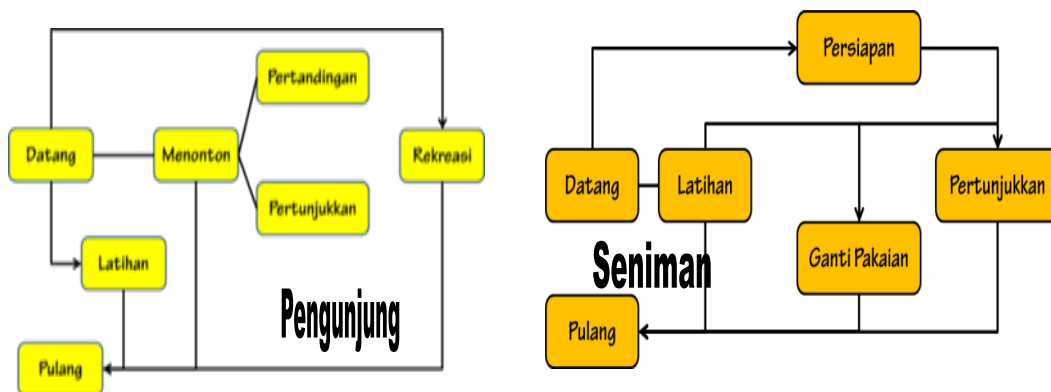 Pertandingan
Datang
Menonton
Rekreasi
Pertunjukkan
Latihan
Pengunjung
Pulang
Persiapan
Datang
Latihan
Pertunjukkan
Ganti Pakaian
Seniman
Pulang